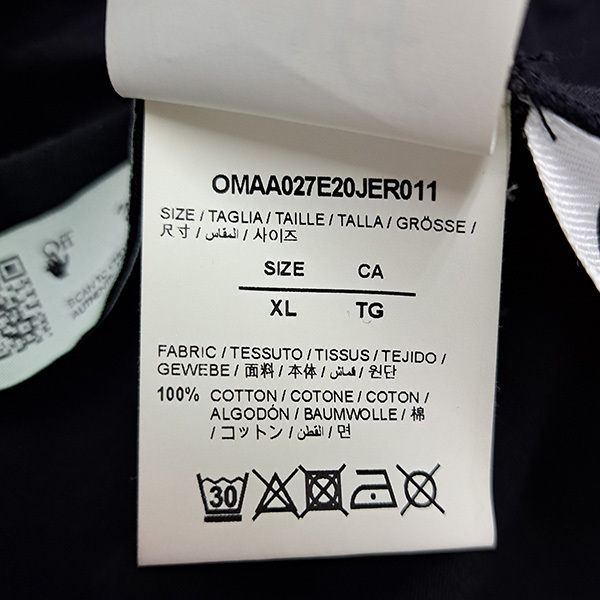 OMAA027E20JER011
SIZE / TAGLIA / TAILLE / TALLA / GRÖSSE /
尺寸 / المقاس / 사이즈
SIZE CA
XL TG
FABRIC / TESSUTO / TISSUS / TEJIDO /
GEWEBE / 面料 / 本体 / قماش / 원단
100% COTTON / COTONE / COTON /
ALGODÓN / BAUMWOLLE / 棉
/ コットン / القطن / 면
30
OFF
SCAN